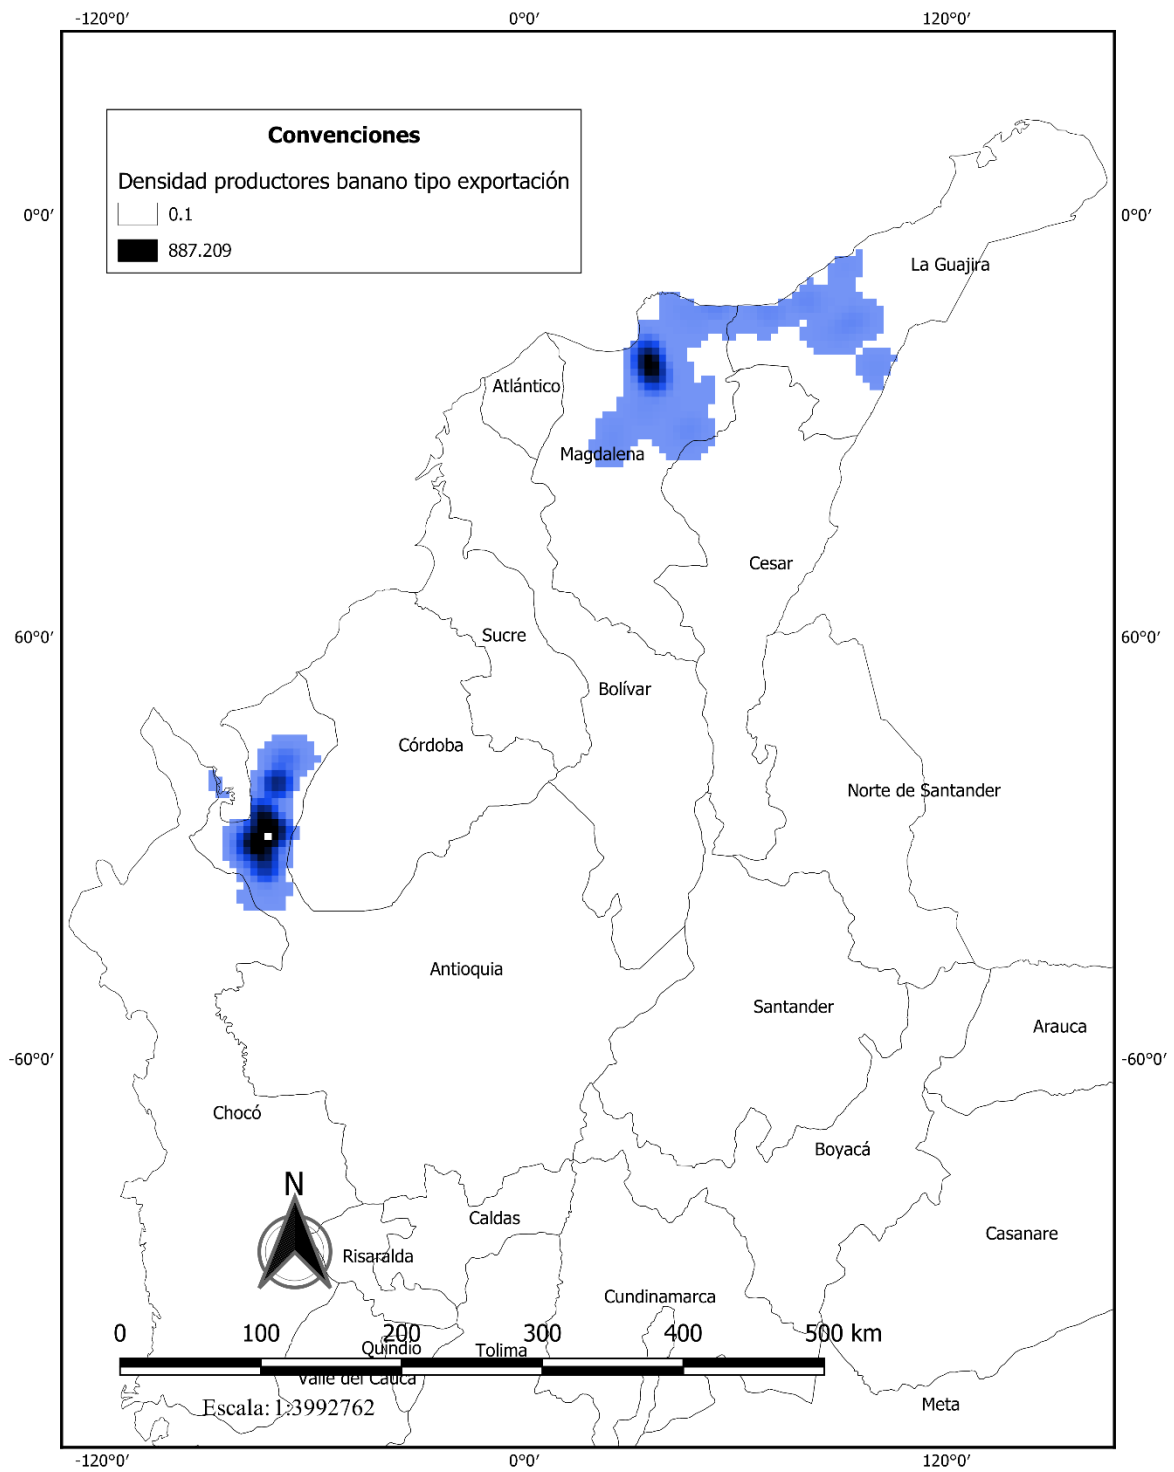 -120°0′ 0°0′ 120°0′
Convenciones
Densidad productores banano tipo exportación
0.1
887.209
0°0′ 0°0′
La Guajira
Atlántico
Magdalena
Cesar
60°0′ 60°0′
Sucre
Bolívar
Córdoba
Norte de Santander
Antioquia
Santander
Arauca
-60°0′ -60°0′
Chocó
Boyacá
N
Caldas
Casanare
Risaralda
Cundinamarca
0 100 200 300 400 500 km
Quindio Tolima
Valle del Cauca
Meta
Escala: 1:3992762
-120°0′ 0°0′ 120°0′